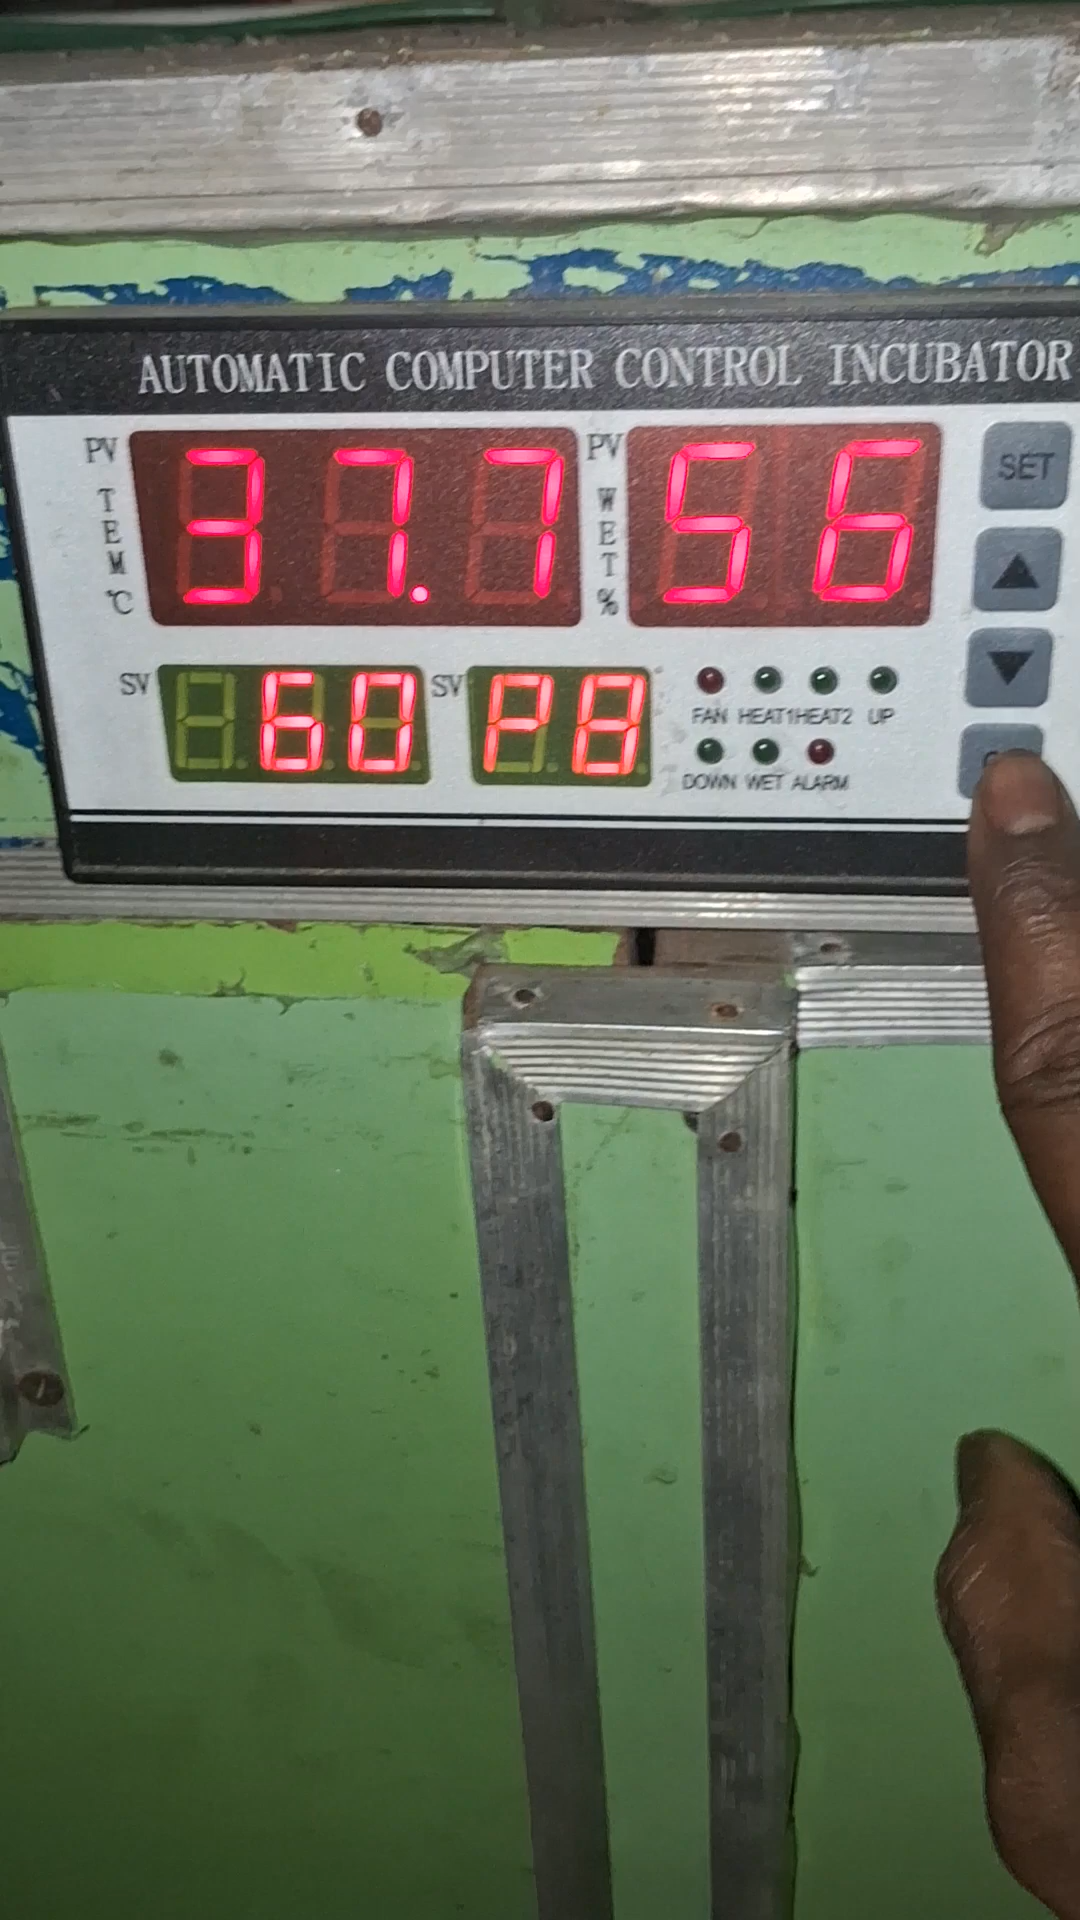 AUTOMATIC COMPUTER CONTROL INCUBATOR
PV TEM ℃ 37.7
PV WET % 56
SET
SV 60
SV P8
FAN HEAT1 HEAT2 UP
DOWN WET ALARM